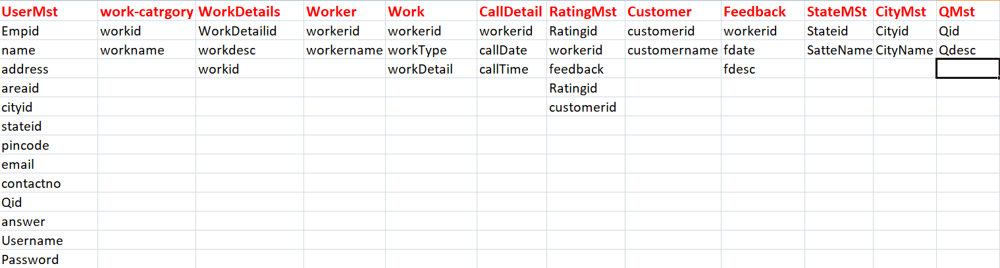 UserMst work-catrgory WorkDetails Worker Work CallDetail RatingMst Customer Feedback StateMSt CityMst QMst
Empid workid WorkDetailid workerid workerid workerid Ratingid customerid workerid Stateid Cityid Qid
name workname workdesc workername workType callDate workerid customername fdate SatteName CityName Qdesc
address workid workDetail callTime feedback fdesc
areaid Ratingid
cityid customerid
stateid
pincode
email
contactno
Qid
answer
Username
Password